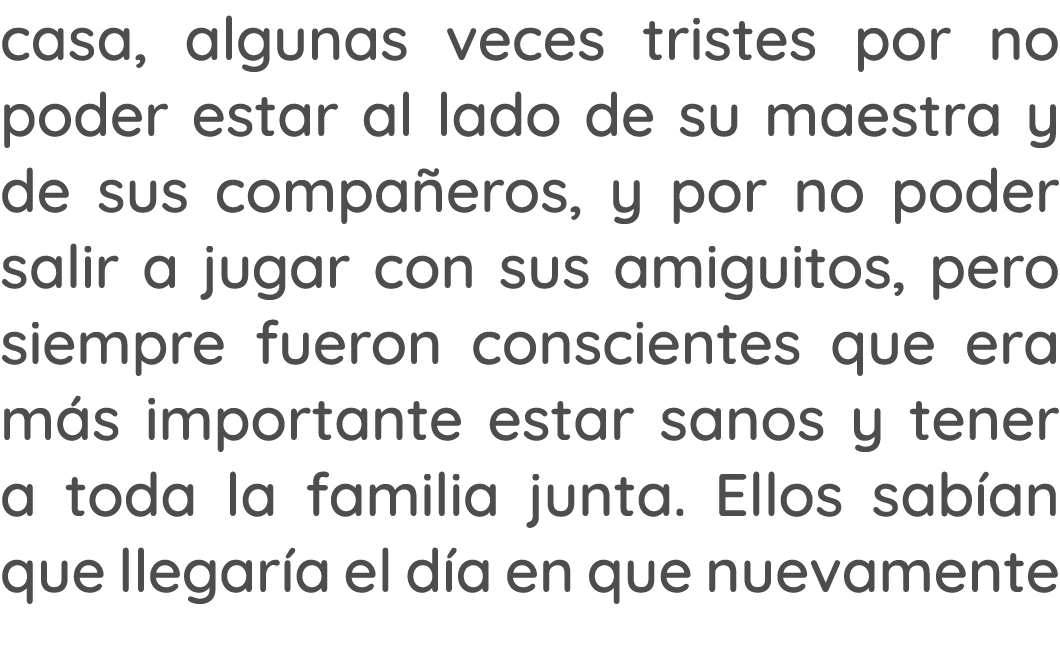 casa, algunas veces tristes por no
poder estar al lado de su maestra y
de sus compañeros, y por no poder
salir a jugar con sus amiguitos, pero
siempre fueron conscientes que era
más importante estar sanos y tener
a toda la familia junta. Ellos sabían
que llegaría el día en que nuevamente